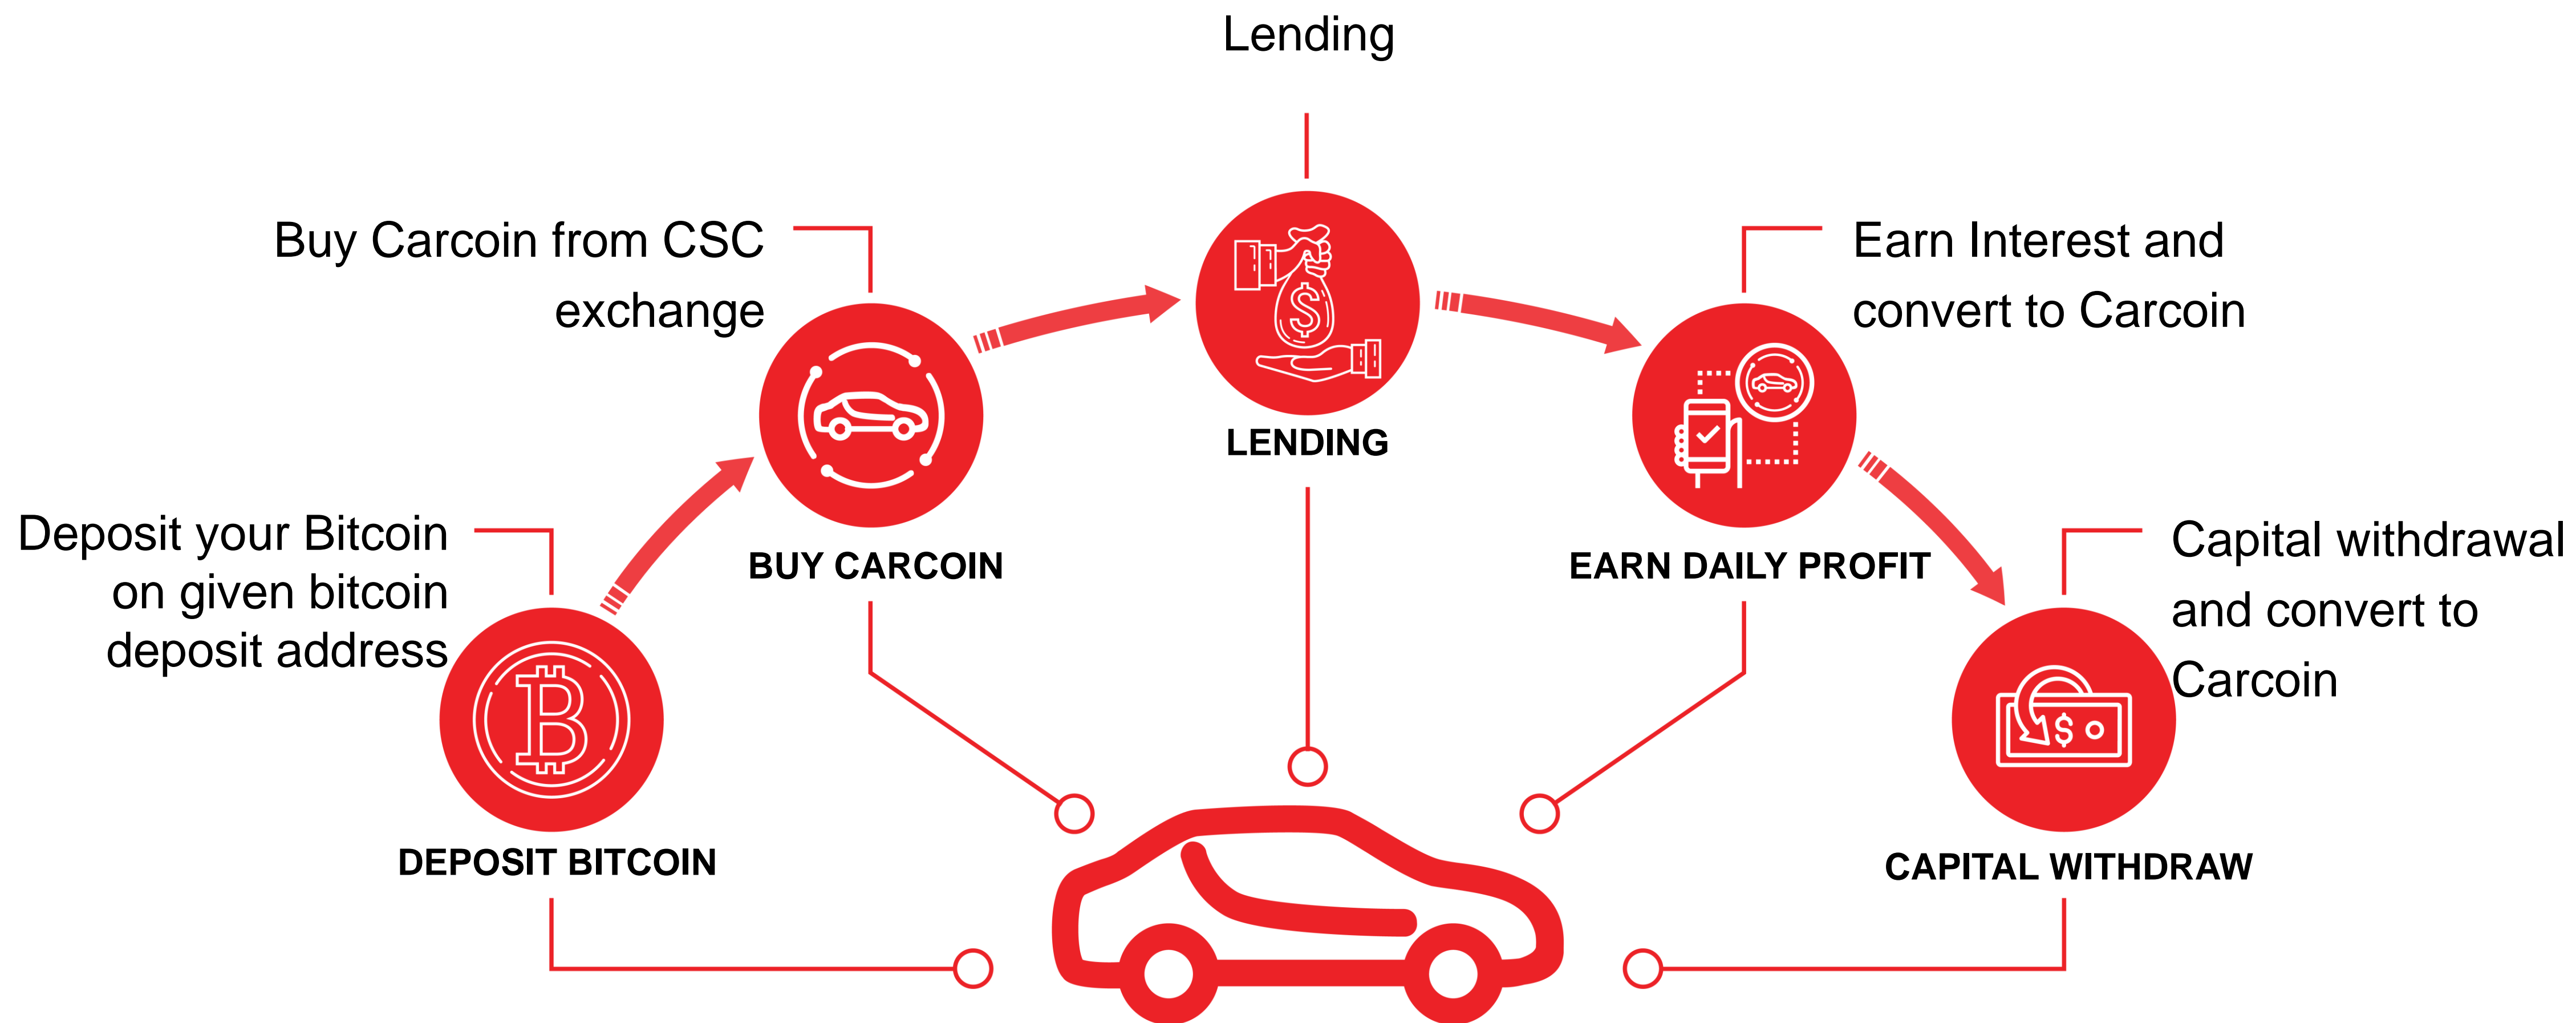 Lending
Buy Carcoin from CSC
exchange
Earn Interest and
convert to Carcoin
LENDING
Deposit your Bitcoin
on given bitcoin
deposit address
BUY CARCOIN
EARN DAILY PROFIT
Capital withdrawal
and convert to
Carcoin
DEPOSIT BITCOIN
CAPITAL WITHDRAW